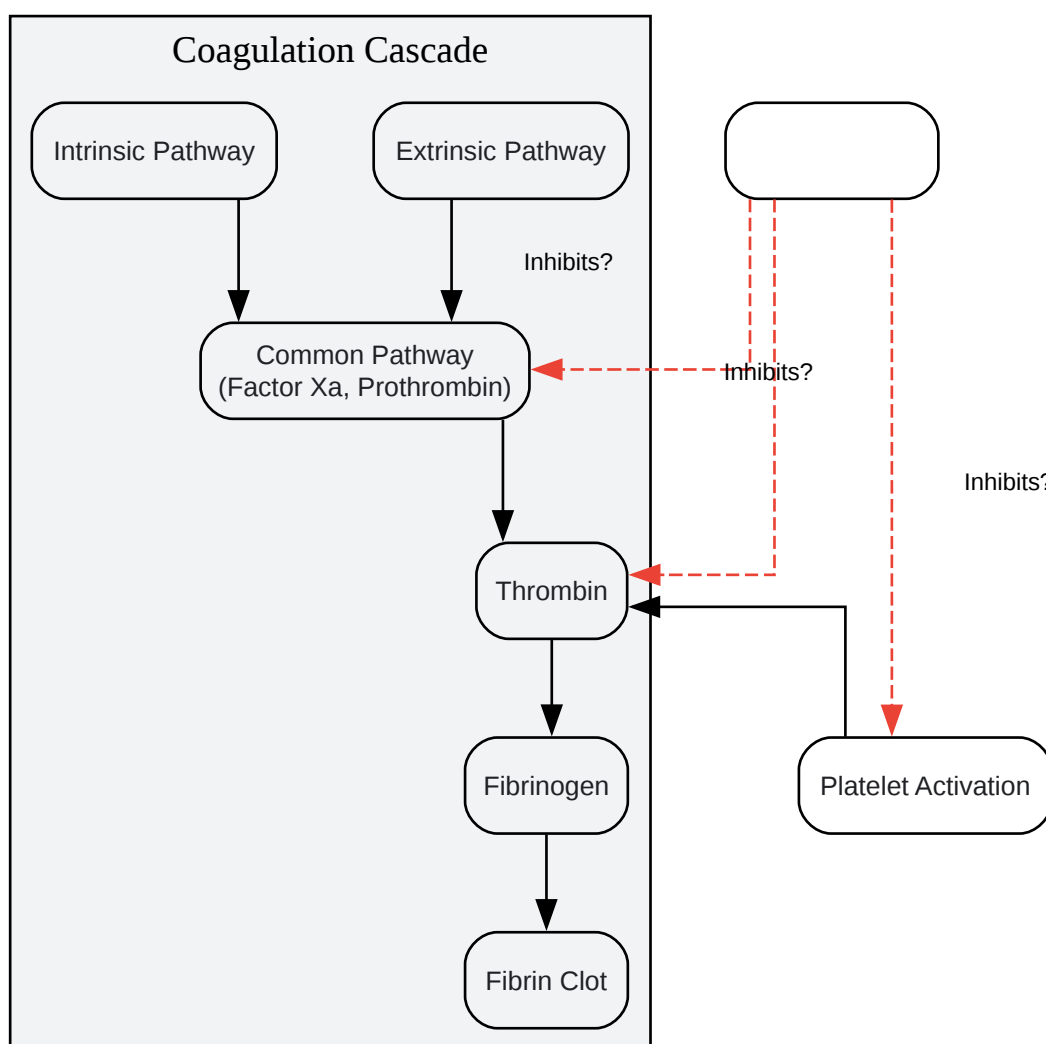 Coagulation Cascade
Intrinsic Pathway
Extrinsic Pathway
Inhibits?
Common Pathway
(Factor Xa, Prothrombin)
Inhibits?
Inhibits?
Thrombin
Fibrinogen
Platelet Activation
Fibrin Clot